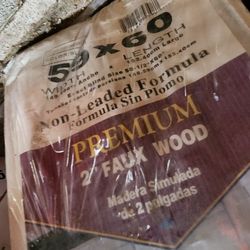 59 X 60
WIDTH
LENGTH
Non-Leaded Formula
Formula Sin Plomo
PREMIUM
2" FAUX WOOD
Madera Simulada
de 2 pulgadas